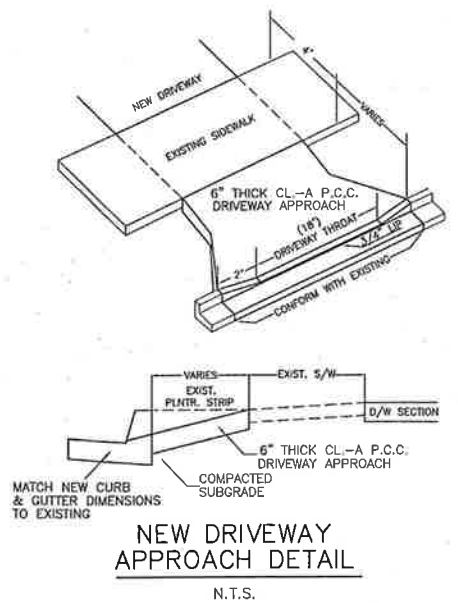 NEW DRIVEWAY
VARIES
EXISTING SIDEWALK
6" THICK CL.-A P.C.C.
DRIVEWAY APPROACH
(18')
DRIVEWAY THROAT
3/4" LIP
2"
CONFORM WITH EXISTING
VARIES
EXIST. S/W
EXIST.
PLNTR. STRIP
D/W SECTION
6" THICK CL.-A P.C.C.
DRIVEWAY APPROACH
COMPACTED
SUBGRADE
MATCH NEW CURB
& GUTTER DIMENSIONS
TO EXISTING
NEW DRIVEWAY
APPROACH DETAIL
N.T.S.